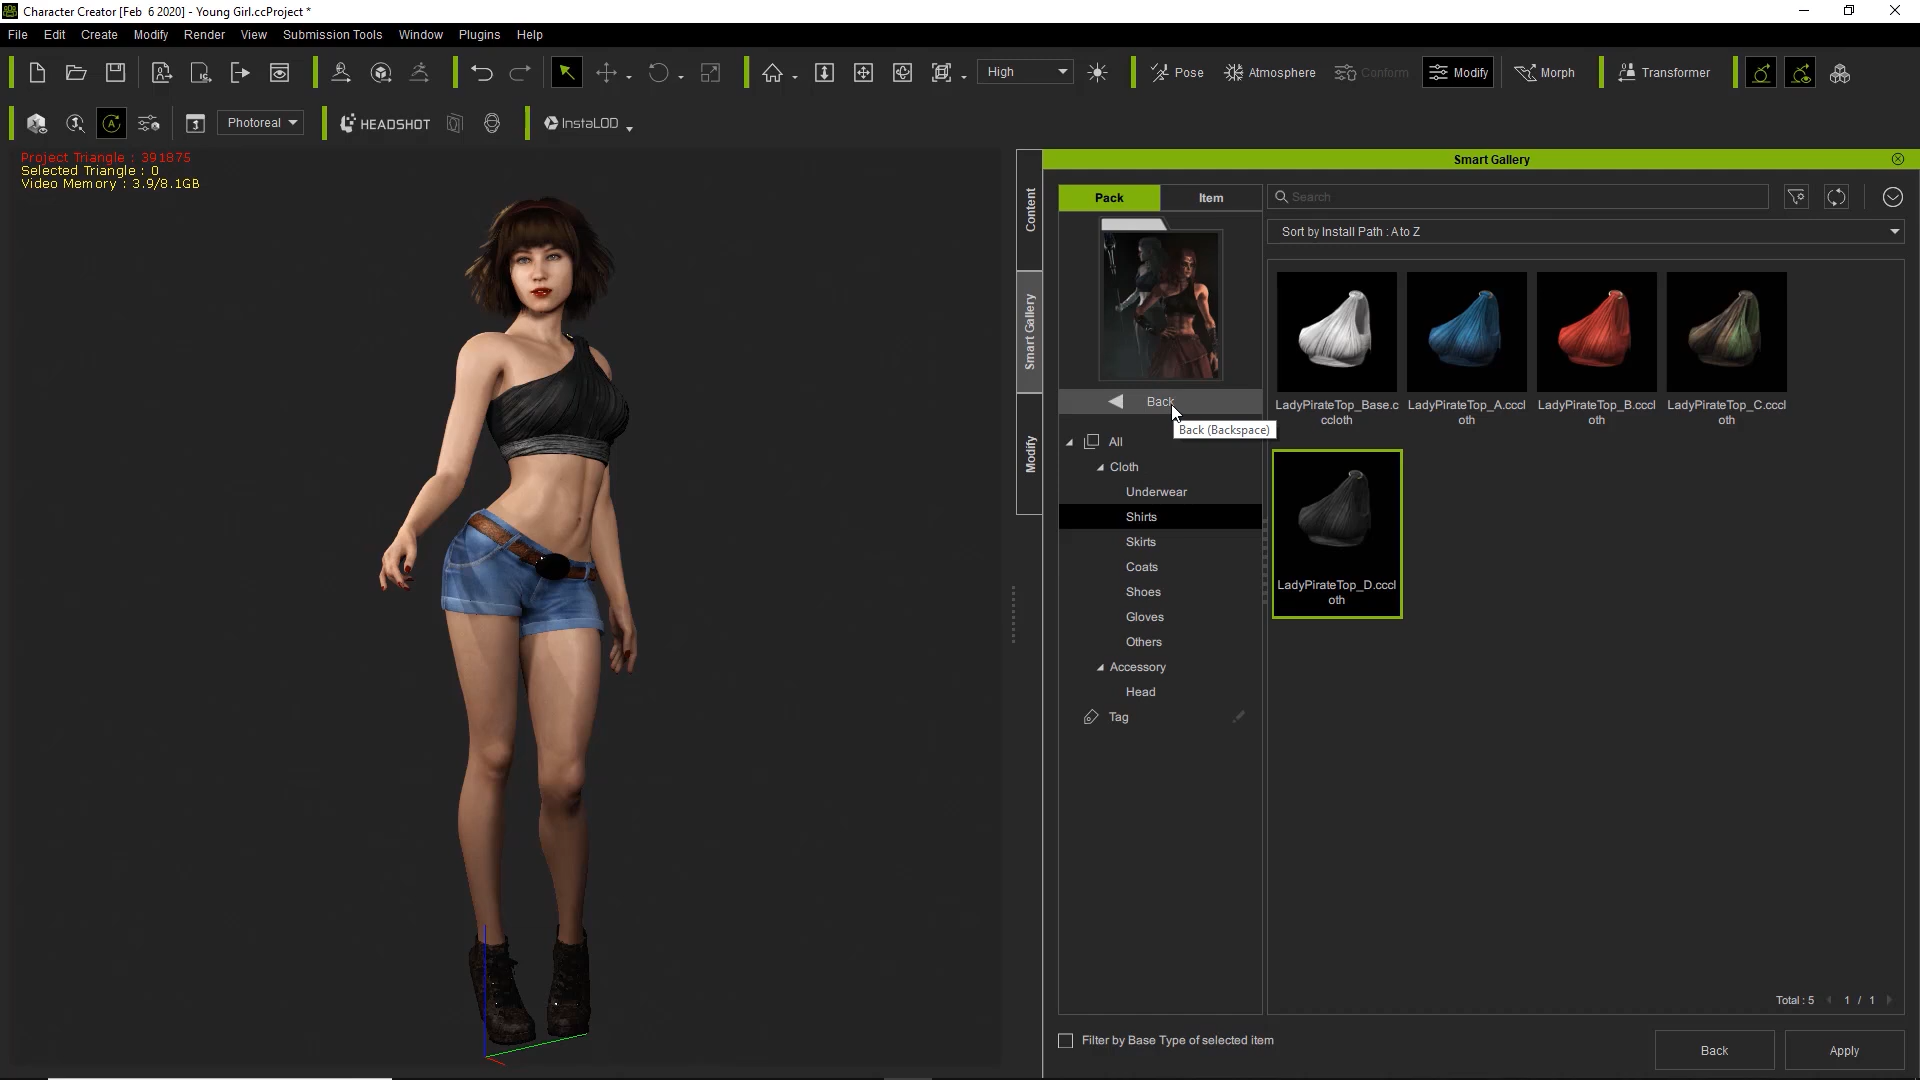 Character Creator [Feb  6 2020] - Young Girl.ccProject *
File Edit Create Modify Render View Submission Tools Window Plugins Help
High Pose Atmosphere Conform Modify Morph Transformer
Photoreal HEADSHOT InstaLOD
Project Triangle : 391875
Selected Triangle : 0
Video Memory : 3.9/8.1GB
Content
Smart Gallery
Modify
Smart Gallery
Pack Item
Search
Sort by Install Path : A to Z
Back
Back (Backspace)
All
Cloth
Underwear
Shirts
Skirts
Coats
Shoes
Gloves
Others
Accessory
Head
Tag
LadyPirateTop_Base.c
ccloth
LadyPirateTop_A.cccl
oth
LadyPirateTop_B.cccl
oth
LadyPirateTop_C.cccl
oth
LadyPirateTop_D.cccl
oth
Total : 5 1 / 1
Filter by Base Type of selected item
Back Apply